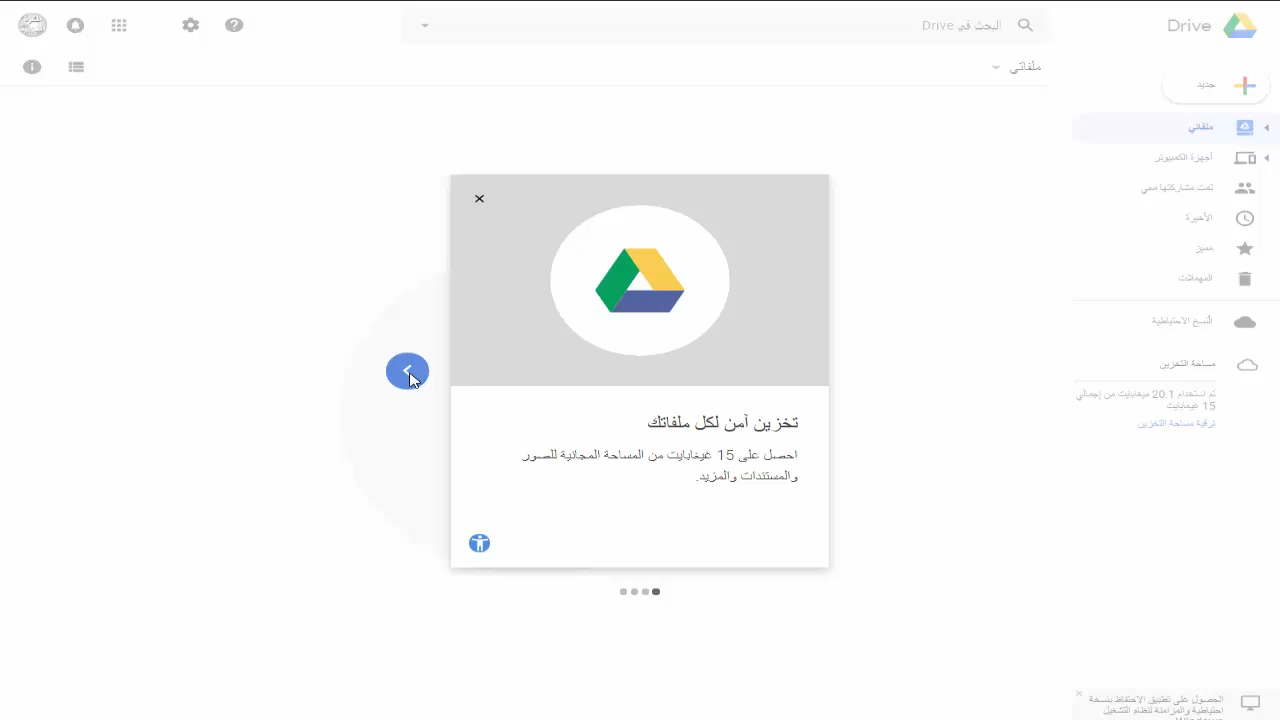 Drive
البحث في Drive
ملفاتي
جديد
ملفاتي
أجهزة الكمبيوتر
تمت مشاركتها معي
الأخيرة
مميز
المهملات
النسخ الاحتياطية
مساحة التخزين
تم استخدام 20.1 ميغابايت من إجمالي
15 غيغابايت
ترقية مساحة التخزين
تخزين آمن لكل ملفاتك
احصل على 15 غيغابايت من المساحة المجانية للصور
والمستندات والمزيد.
الحصول على تطبيق الاحتفاظ بنسخة
احتياطية والمزامنة لنظام التشغيل
Windows